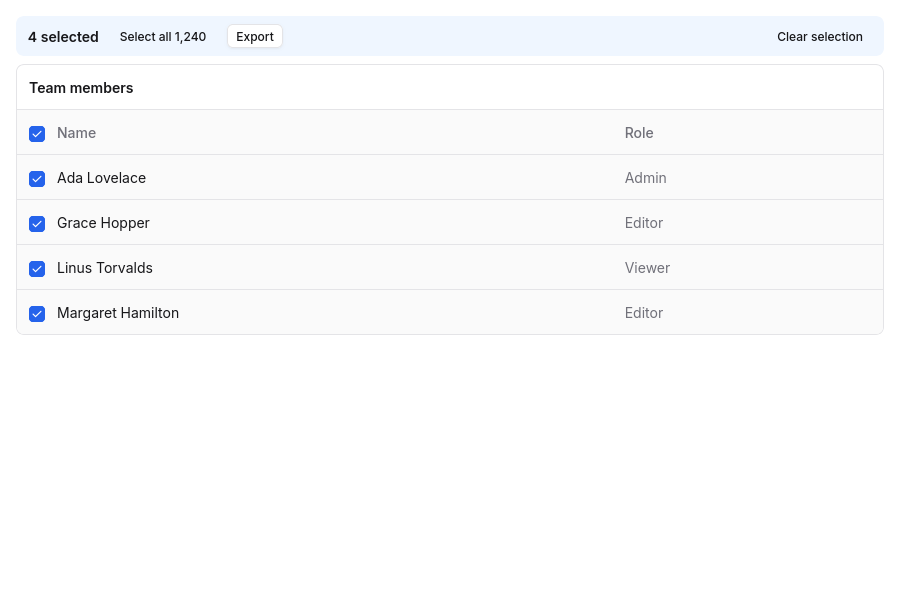 4 selected Select all 1,240 Export Clear selection
Team members
Name Role
Ada Lovelace Admin
Grace Hopper Editor
Linus Torvalds Viewer
Margaret Hamilton Editor